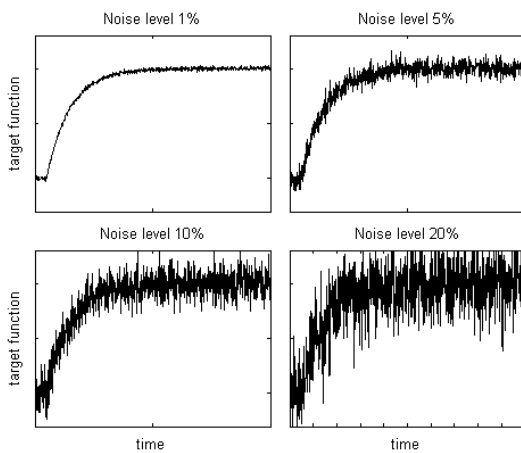 Noise level 1%
Noise level 5%
target function
Noise level 10%
Noise level 20%
target function
time
time